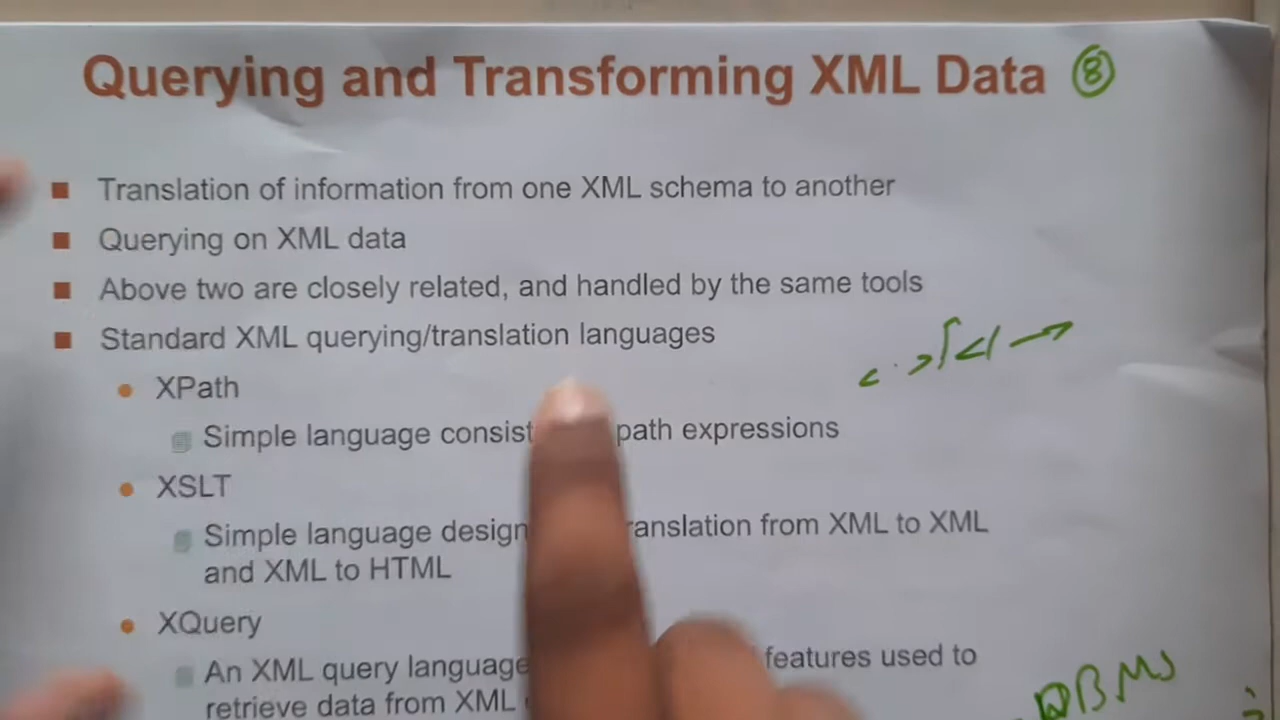 Querying and Transforming XML Data 8
Translation of information from one XML schema to another
Querying on XML data
Above two are closely related, and handled by the same tools
Standard XML querying/translation languages
XPath
Simple language consist path expressions
XSLT
Simple language design ranslation from XML to XML
and XML to HTML
XQuery
An XML query language features used to
retrieve data from XML